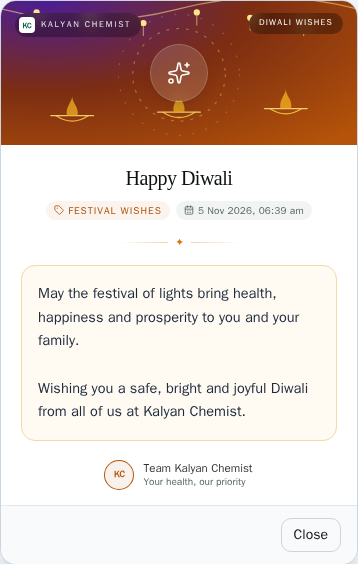 KC KALYAN CHEMIST
DIWALI WISHES
Happy Diwali
FESTIVAL WISHES
5 Nov 2026, 06:39 am
May the festival of lights bring health,
happiness and prosperity to you and your
family.
Wishing you a safe, bright and joyful Diwali
from all of us at Kalyan Chemist.
KC
Team Kalyan Chemist
Your health, our priority
Close